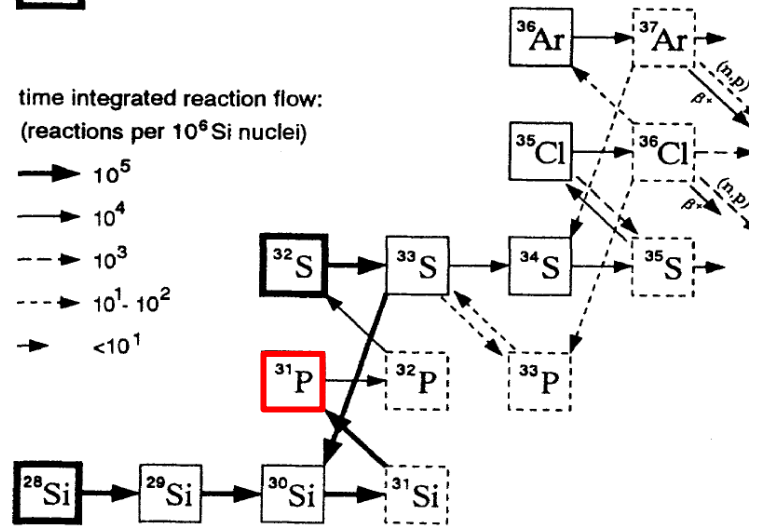 ³⁶Ar ³⁷Ar
(n,p)
β⁺
time integrated reaction flow:
(reactions per 10⁶ Si nuclei)
³⁵Cl ³⁶Cl
10⁵
(n,p)
β⁺
10⁴
³²S ³³S ³⁴S ³⁵S
10³
10¹- 10²
<10¹
³¹P ³²P ³³P
²⁸Si ²⁹Si ³⁰Si ³¹Si